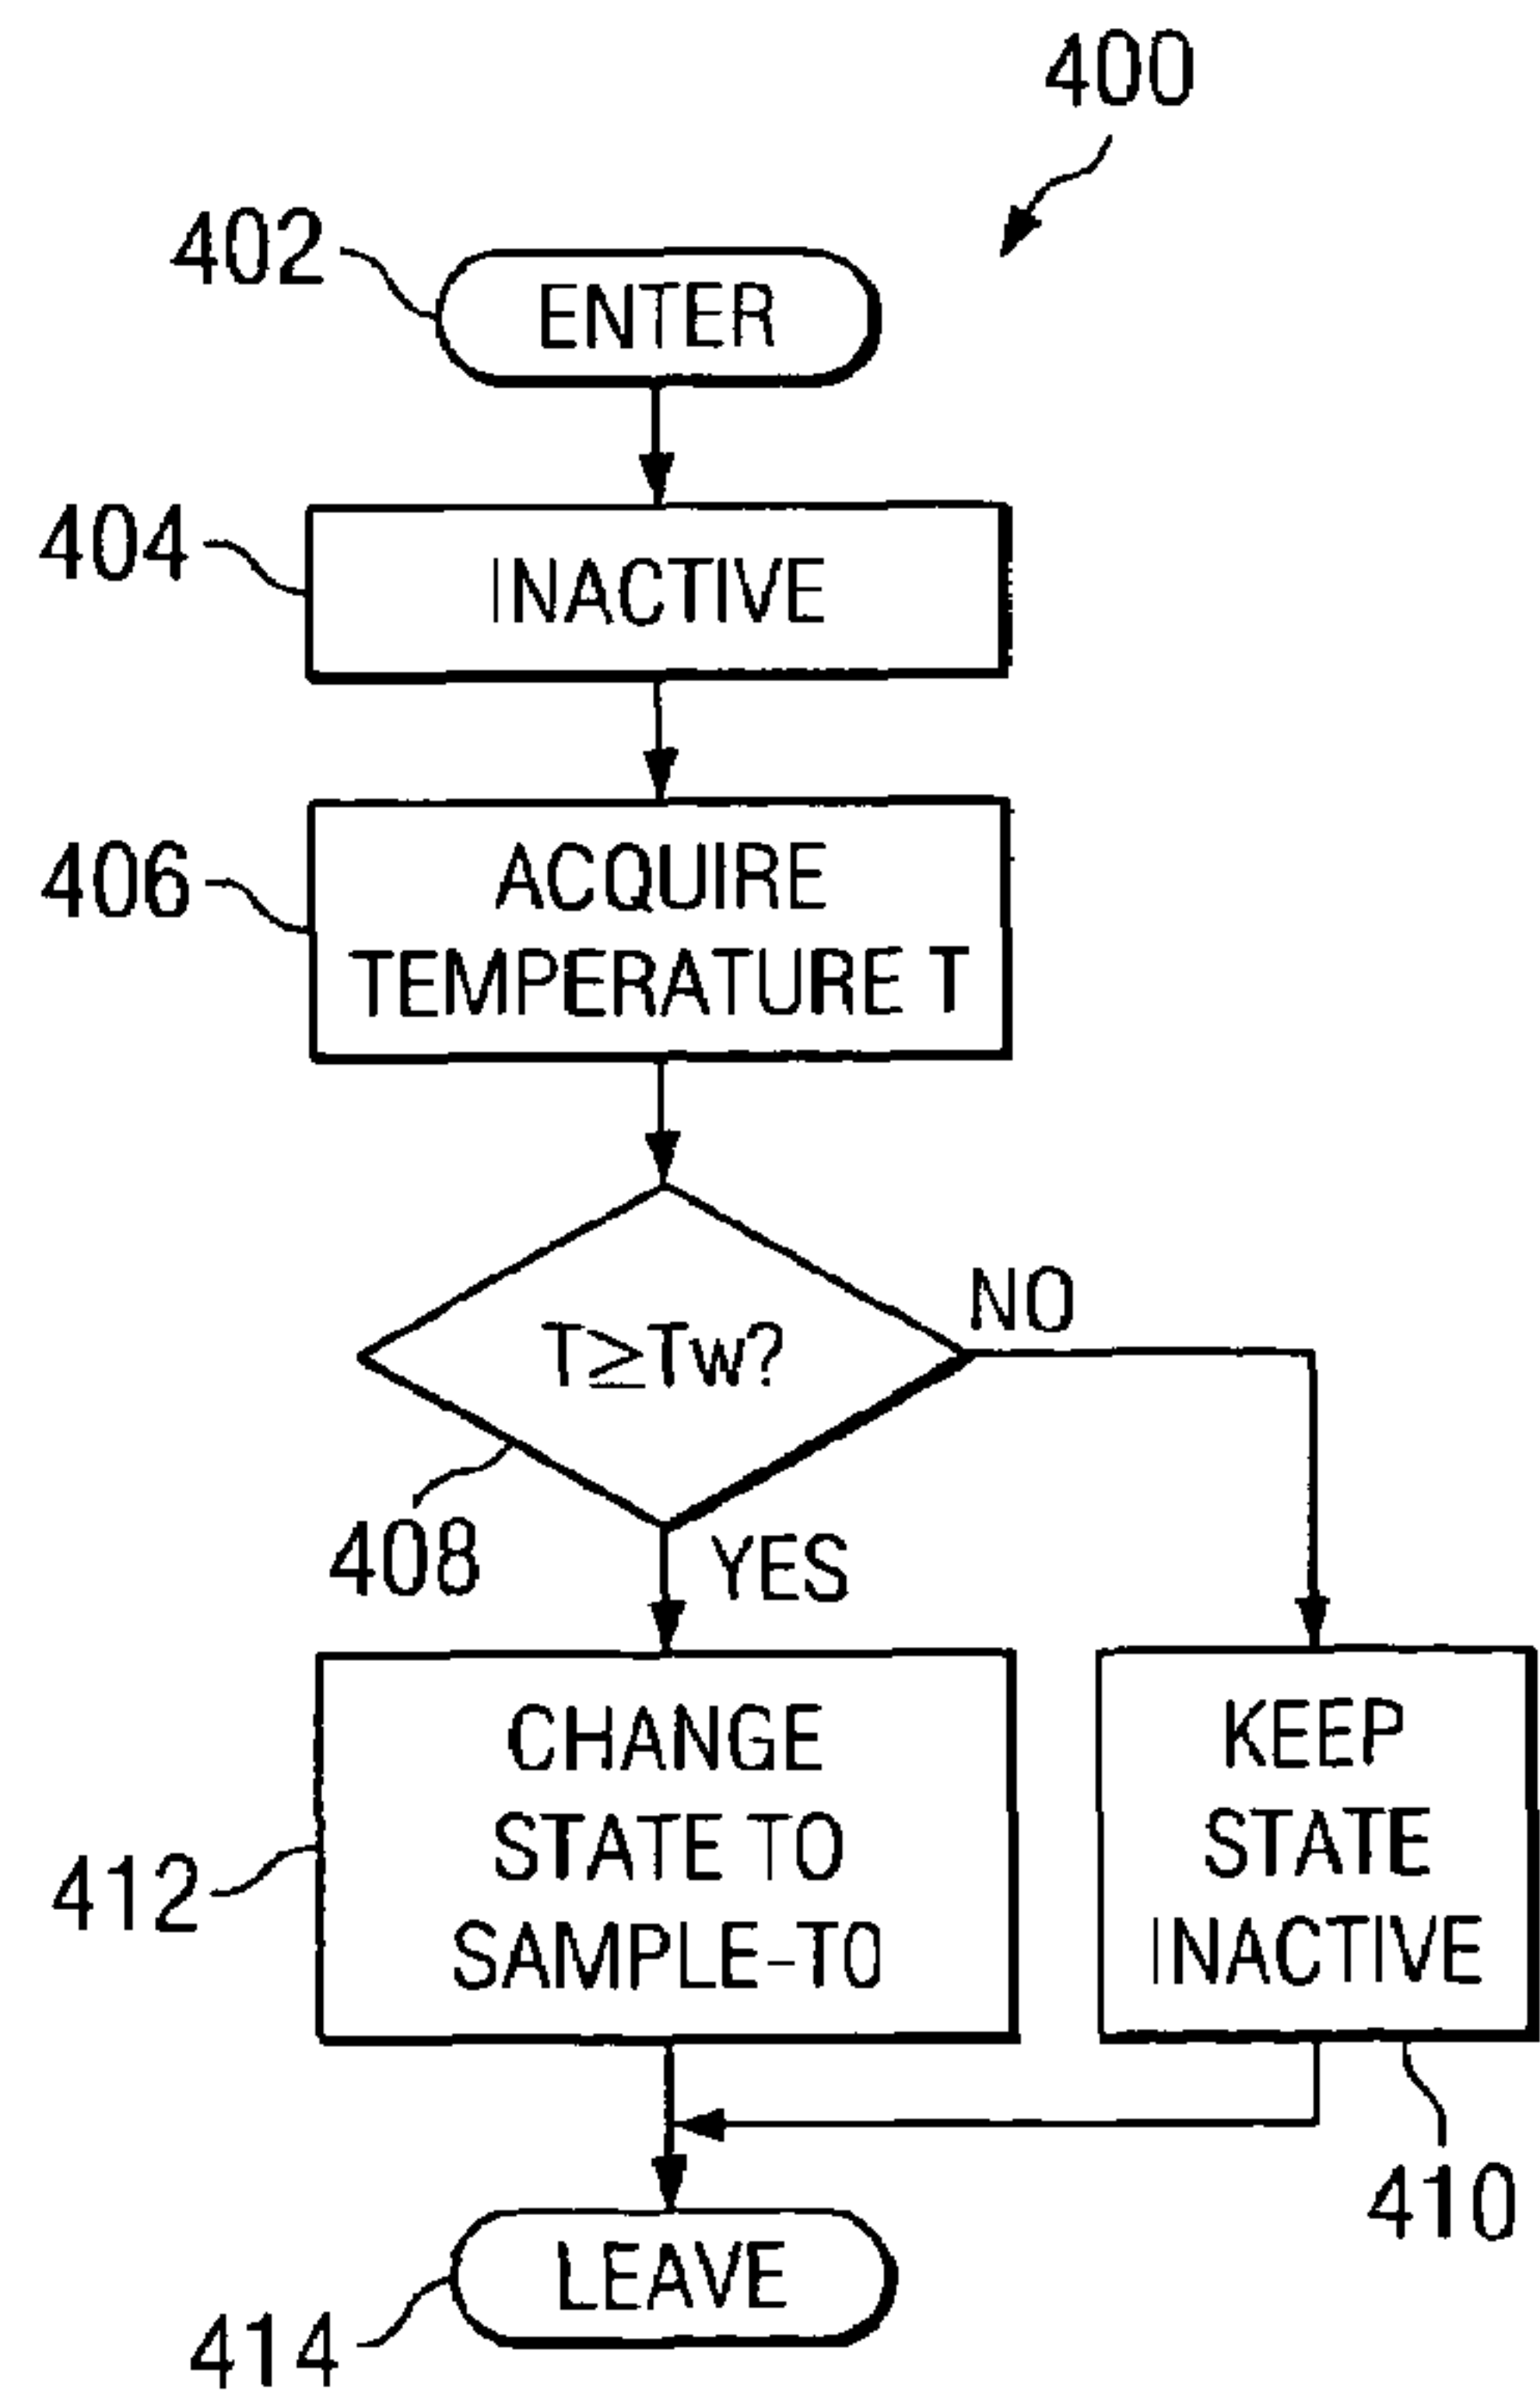 400
402
ENTER
404
INACTIVE
406
ACQUIRE
TEMPERATURE T
T≥Tw?
NO
408
YES
CHANGE
STATE TO
SAMPLE-TO
412
KEEP
STATE
INACTIVE
410
LEAVE
414